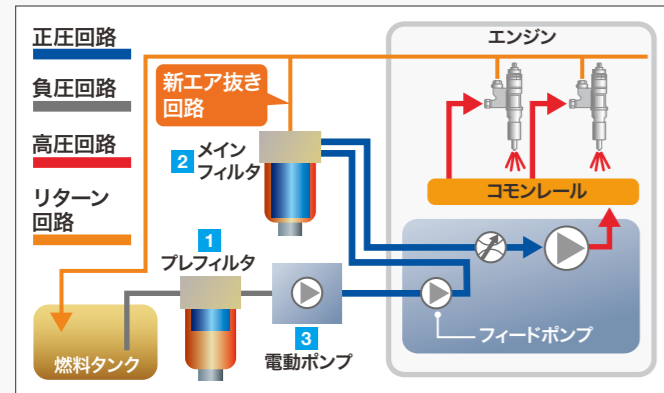 正圧回路
負圧回路
高圧回路
リターン
回路
新エア抜き
回路
エンジン
2 メイン
フィルタ
コモンレール
1
プレフィルタ
フィードポンプ
燃料タンク
3
電動ポンプ